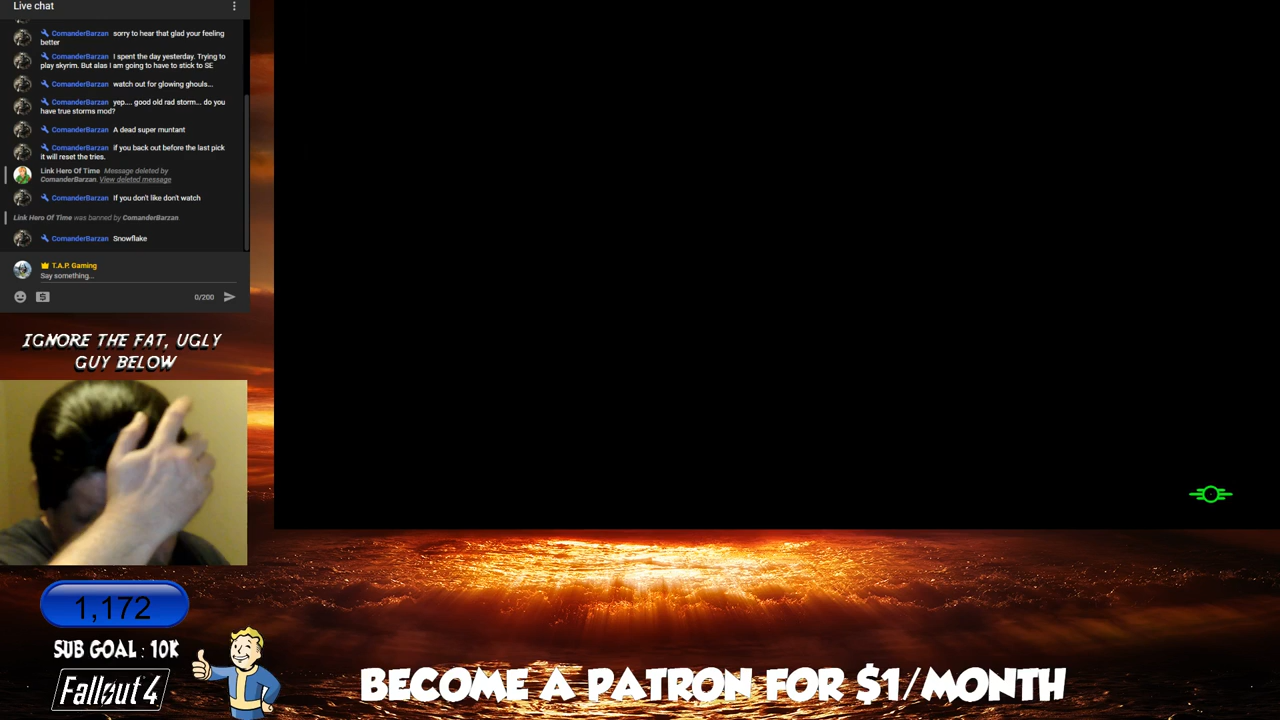 Live chat
ComanderBarzan sorry to hear that glad your feeling
better
ComanderBarzan I spent the day yesterday. Trying to
play skyrim. But alas I am going to have to stick to SE
ComanderBarzan watch out for glowing ghouls...
ComanderBarzan yep.... good old rad storm... do you
have true storms mod?
ComanderBarzan A dead super muntant
ComanderBarzan if you back out before the last pick
it will reset the tries.
Link Hero Of Time Message deleted by
ComanderBarzan. View deleted message
ComanderBarzan If you don't like don't watch
Link Hero Of Time was banned by ComanderBarzan
ComanderBarzan Snowflake
T.A.P. Gaming
Say something...
0/200
IGNORE THE FAT, UGLY
GUY BELOW
1,172
SUB GOAL : 10K
Fallout 4
BECOME A PATRON FOR $1/MONTH